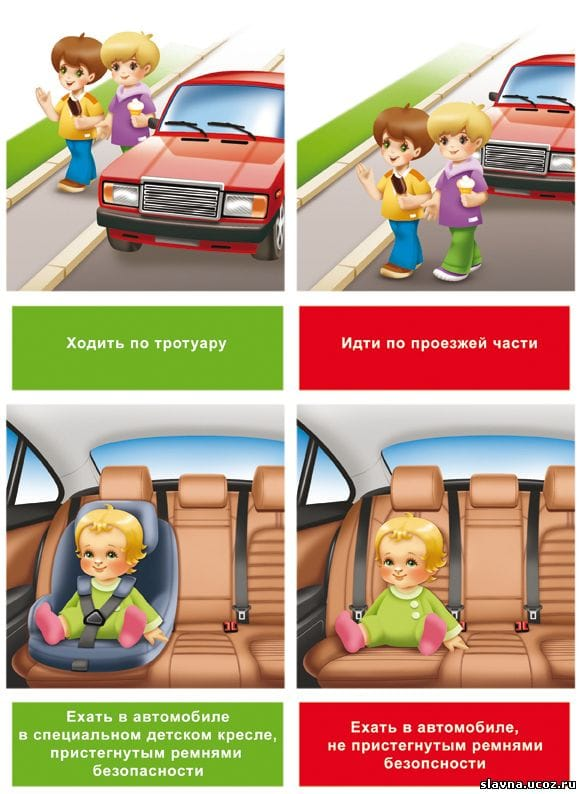 Ходить по тротуару
Идти по проезжей части
Ехать в автомобиле
в специальном детском кресле,
пристегнутым ремнями
безопасности
Ехать в автомобиле,
не пристегнутым ремнями
безопсности
slavna.ucoz.ru